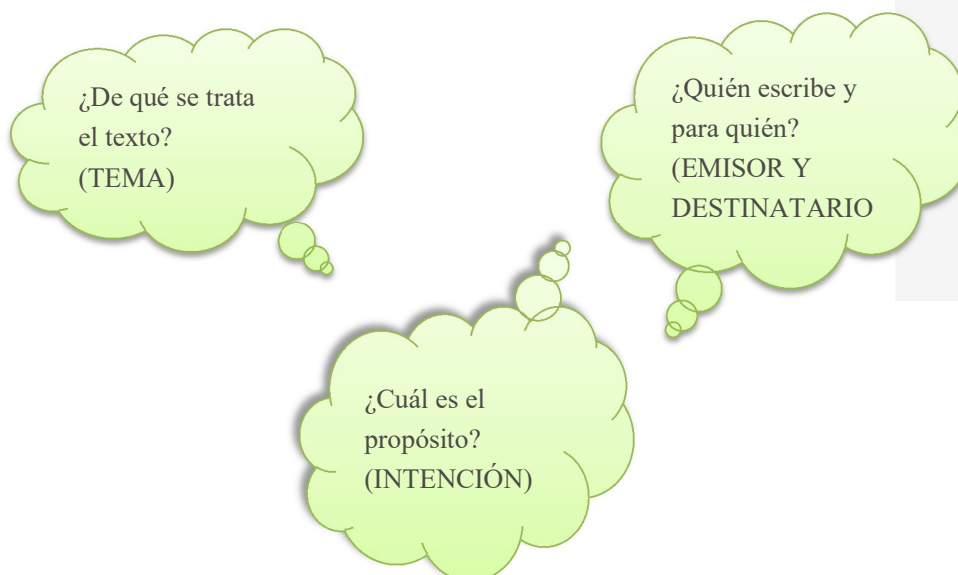 ¿De qué se trata
el texto?
(TEMA)
¿Quién escribe y
para quién?
(EMISOR Y
DESTINATARIO
¿Cuál es el
propósito?
(INTENCIÓN)